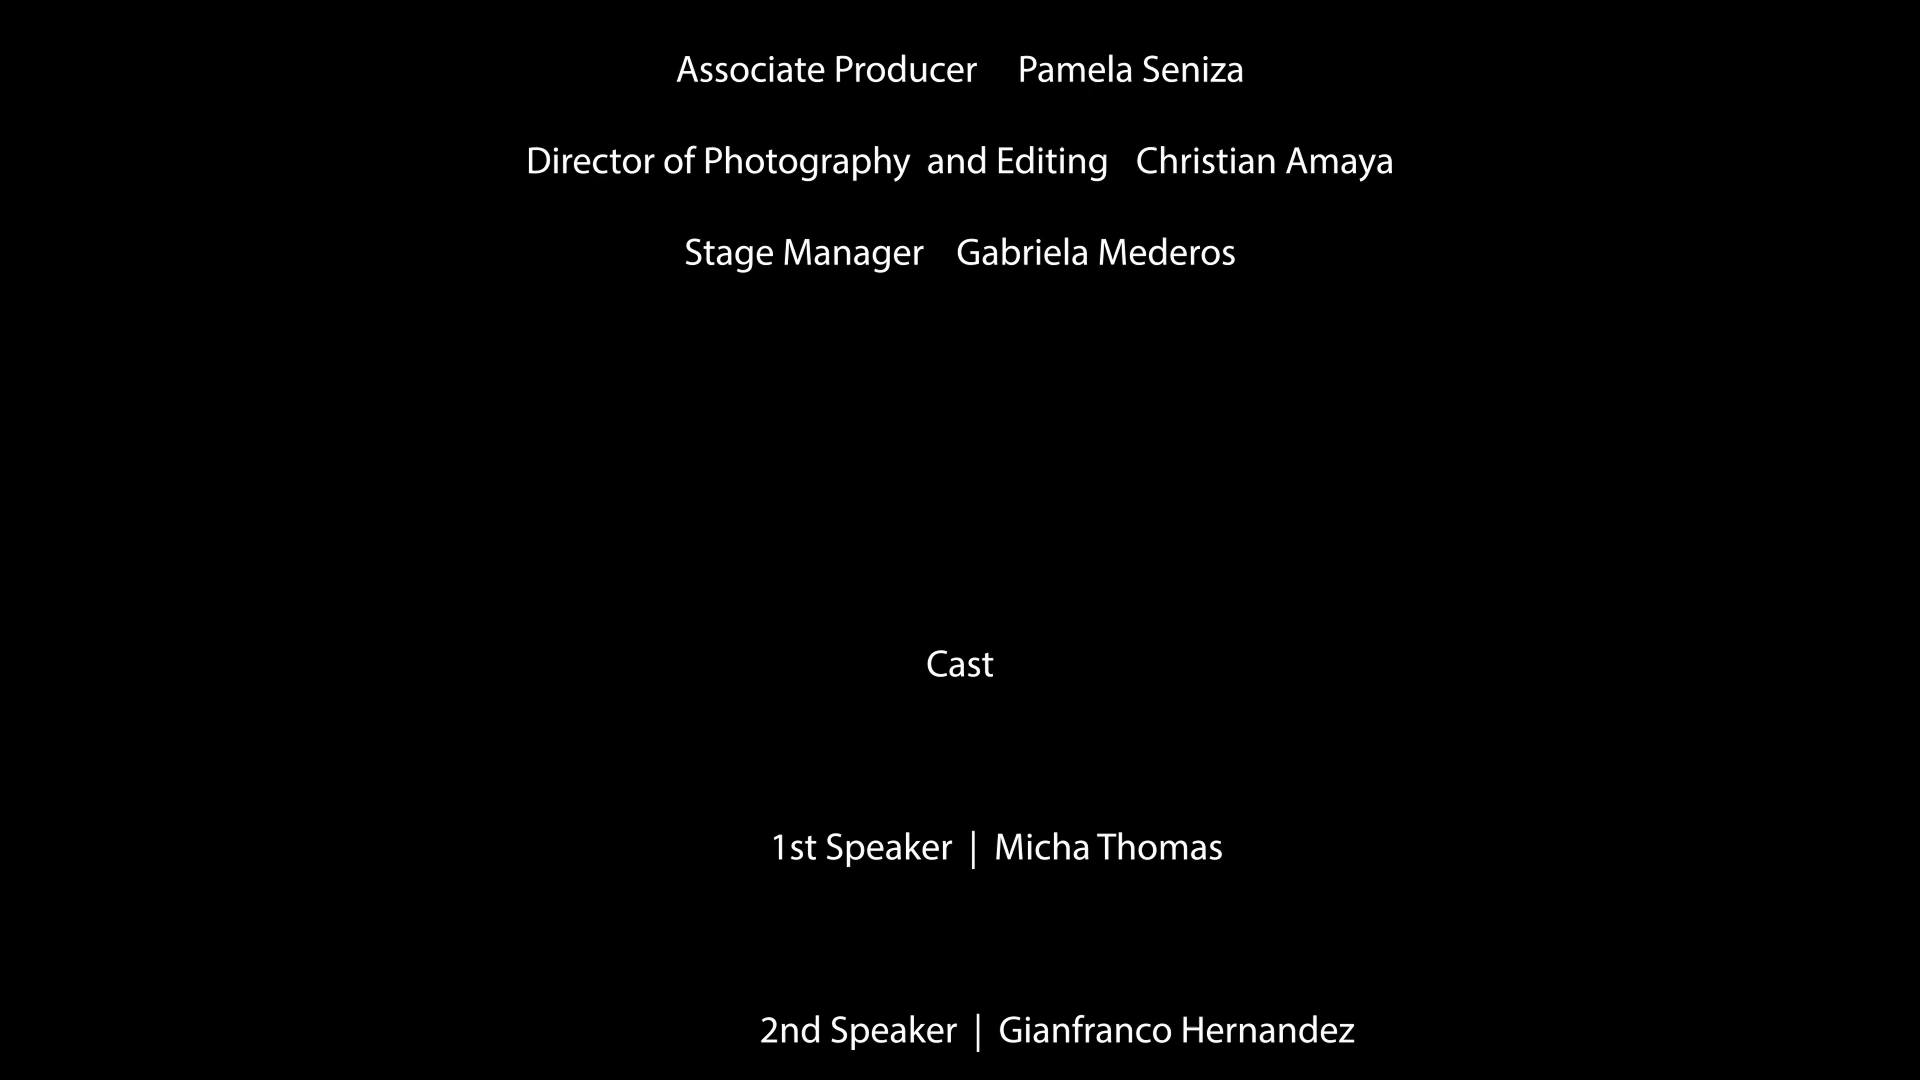 Associate Producer Pamela Seniza
Director of Photography and Editing Christian Amaya
Stage Manager Gabriela Mederos
Cast
1st Speaker | Micha Thomas
2nd Speaker | Gianfranco Hernandez